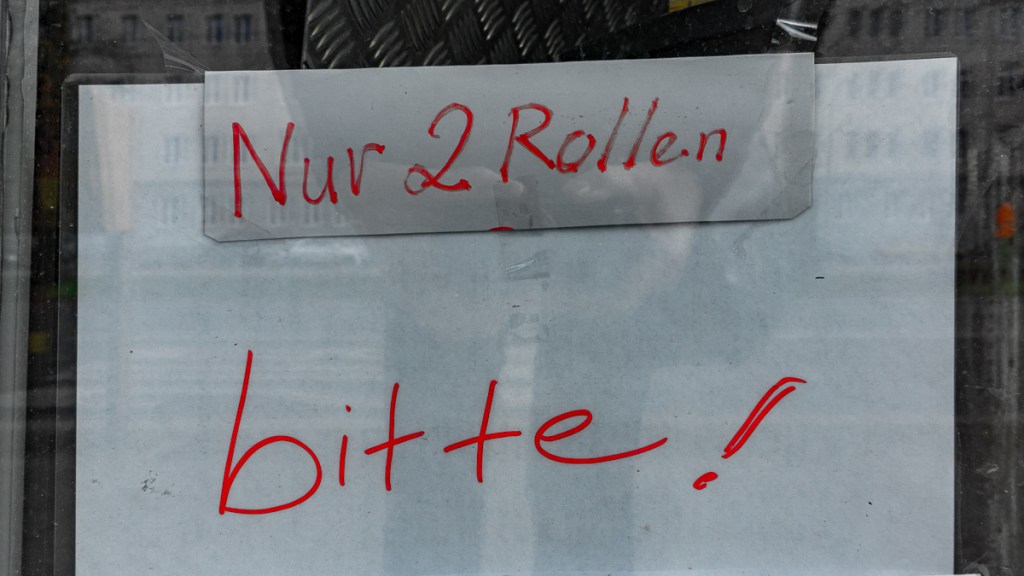 Nur 2 Rollen
bitte!